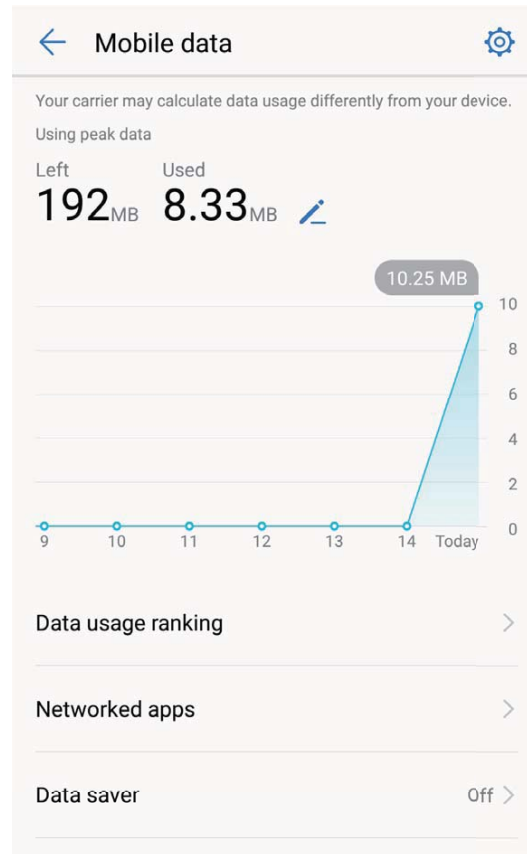 Mobile data
Your carrier may calculate data usage differently from your device.
Using peak data
Left Used
192MB 8.33MB
10.25 MB
10
8
6
4
2
0
9 10 11 12 13 14 Today
Data usage ranking
Networked apps
Data saver Off